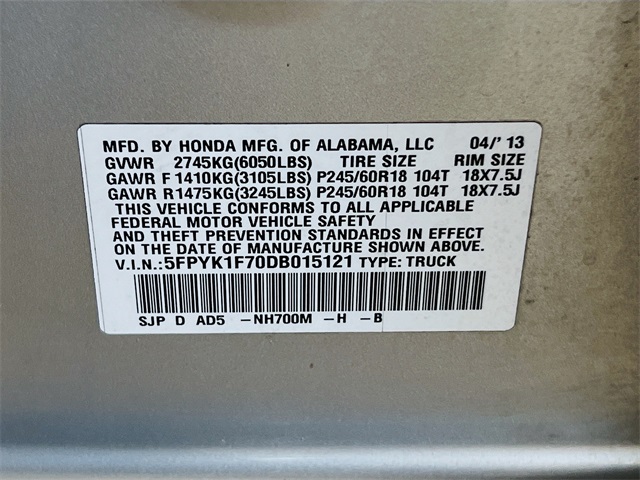 MFD. BY HONDA MFG. OF ALABAMA, LLC 04/'13
GVWR 2745KG(6050LBS) TIRE SIZE RIM SIZE
GAWR F 1410KG(3105LBS) P245/60R18 104T 18X7.5J
GAWR R 1475KG(3245LBS) P245/60R18 104T 18X7.5J
THIS VEHICLE CONFORMS TO ALL APPLICABLE
FEDERAL MOTOR VEHICLE SAFETY
AND THEFT PREVENTION STANDARDS IN EFFECT
ON THE DATE OF MANUFACTURE SHOWN ABOVE.
V.I.N.:5FPYK1F70DB015121 TYPE: TRUCK
SJP D AD5 -NH700M -H -B